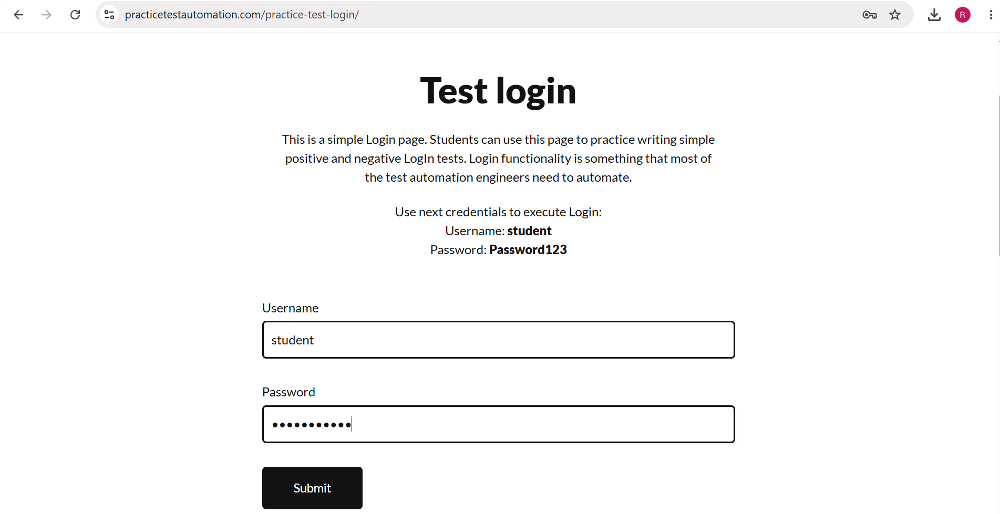 practicetestautomation.com/practice-test-login/
R
Test login
This is a simple Login page. Students can use this page to practice writing simple
positive and negative LogIn tests. Login functionality is something that most of
the test automation engineers need to automate.
Use next credentials to execute Login:
Username: student
Password: Password123
Username
student
Password
•••••••••••
Submit